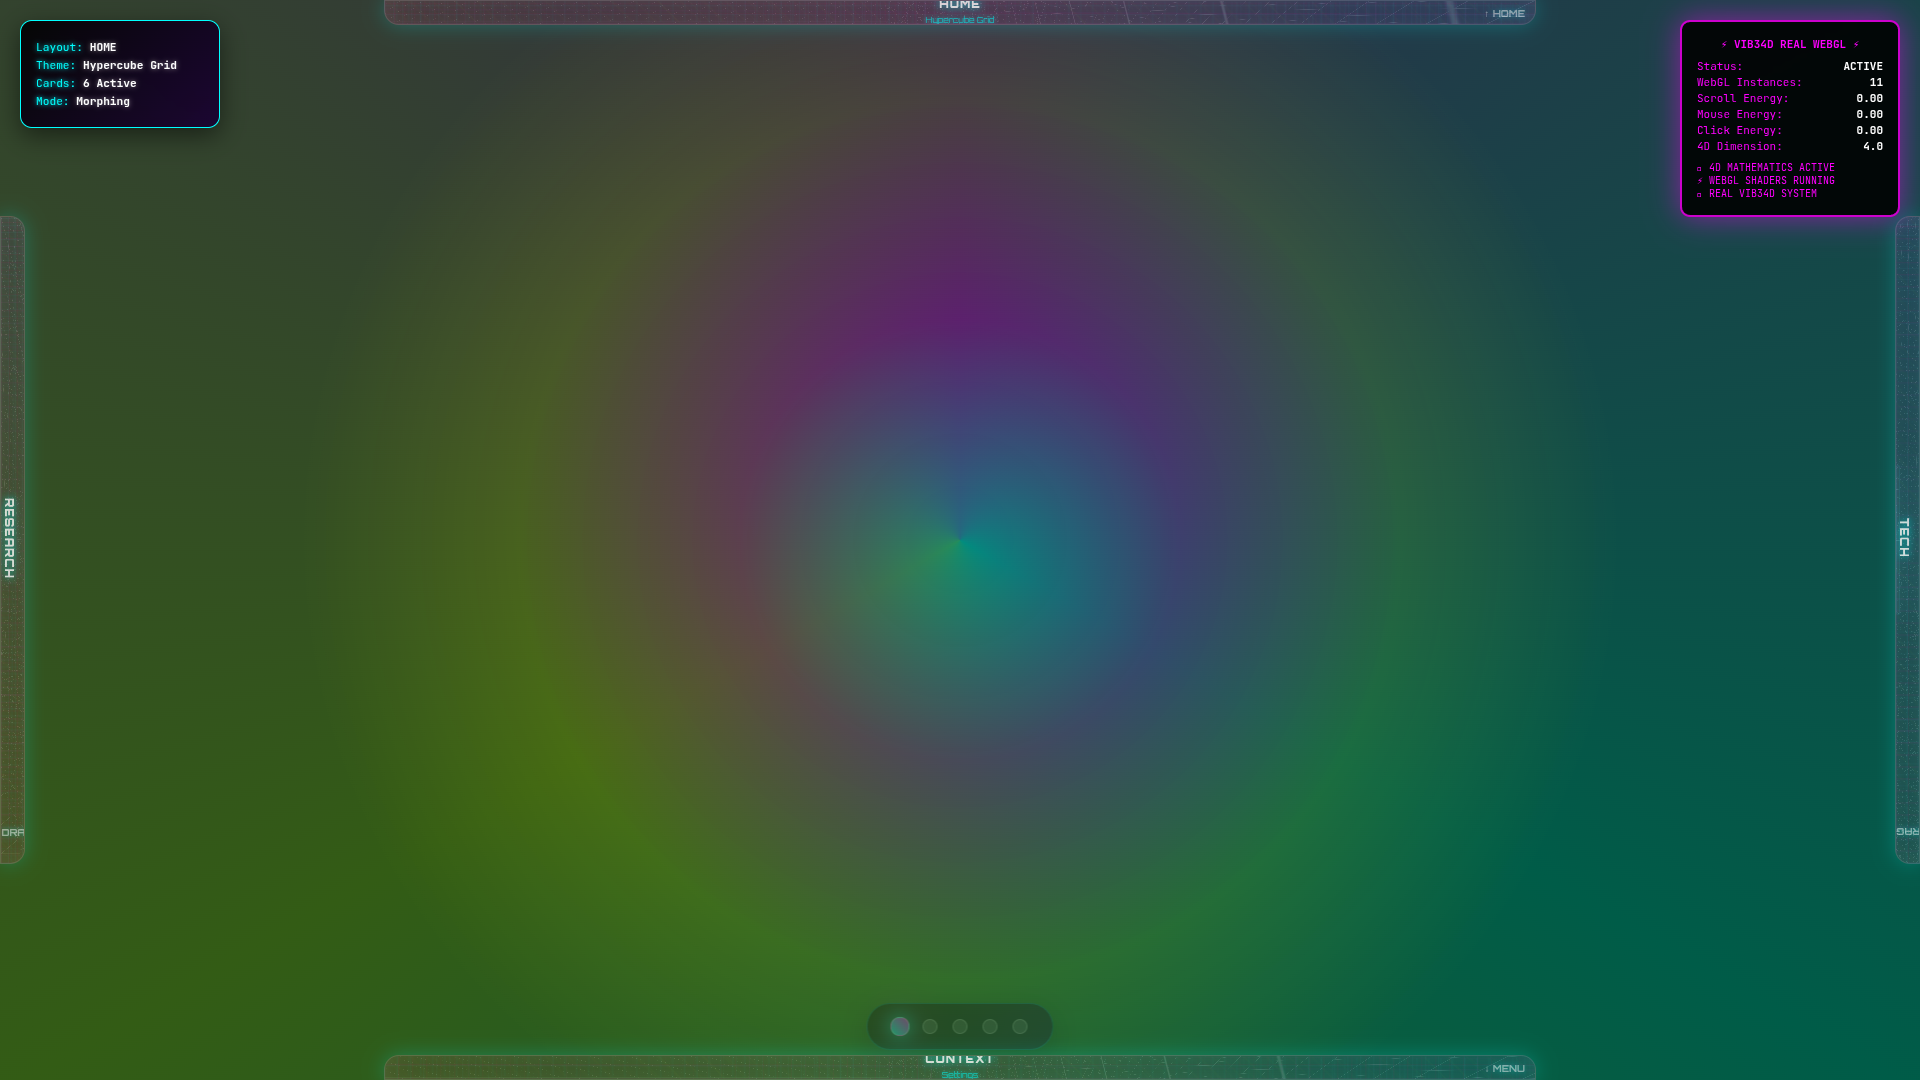 HOME
Hypercube Grid
↑ HOME
Layout: HOME
Theme: Hypercube Grid
Cards: 6 Active
Mode: Morphing
⚡ VIB34D REAL WEBGL ⚡
Status: ACTIVE
WebGL Instances: 11
Scroll Energy: 0.00
Mouse Energy: 0.00
Click Energy: 0.00
4D Dimension: 4.0
4D MATHEMATICS ACTIVE
⚡ WEBGL SHADERS RUNNING
REAL VIB34D SYSTEM
RESEARCH
DRA
TECH
DRAG
CONTEXT
Settings
↓ MENU